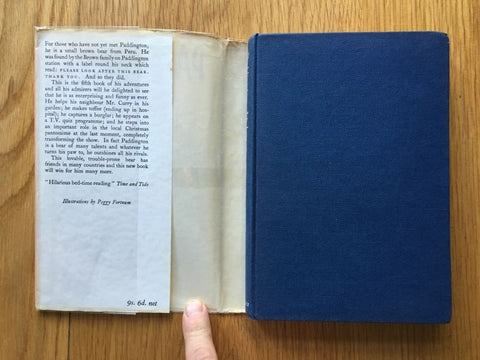 For those who have not yet met Paddington,
he is a small brown bear from Peru. He
was found by the Brown family on Paddington
station with a label round his neck which
read: PLEASE LOOK AFTER THIS BEAR.
THANK YOU. And so they did.
This is the fifth book of his adventures
and all his admirers will be delighted to see
that he is as enterprising and funny as ever.
He helps his neighbour Mr. Curry in his
garden; he makes toffee (ending up in hos-
pital); he captures a burglar; he appears on
a T.V. quiz programme; and he steps into
an important role in the local Christmas
pantomime at the last moment, completely
transforming the show. In fact Paddington
is a bear of many talents and whatever he
turns his paw to, he outshines all his rivals.
This lovable, trouble-prone bear has
friends in many countries and this new book
will win for him many more.
"Hilarious bed-time reading" Time and Tide
Illustrations by Peggy Fortnum
9s. 6d. net